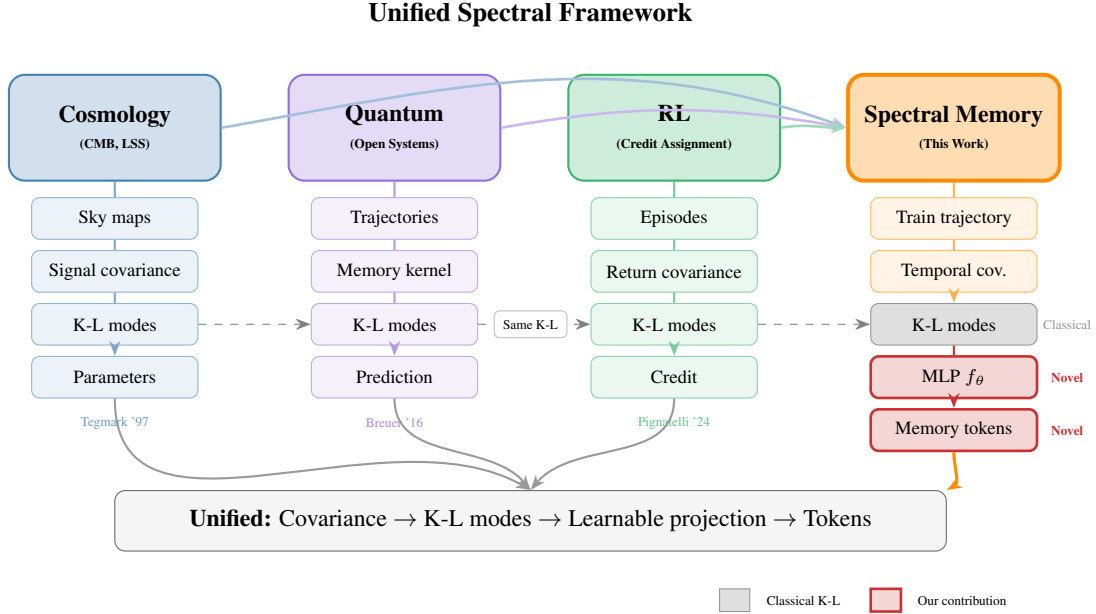 Unified Spectral Framework
Cosmology
(CMB, LSS)
Sky maps
Signal covariance
K-L modes
Parameters
Tegmark '97
Quantum
(Open Systems)
Trajectories
Memory kernel
K-L modes
Prediction
Breuer '16
Same K-L
RL
(Credit Assignment)
Episodes
Return covariance
K-L modes
Credit
Pignatelli '24
Spectral Memory
(This Work)
Train trajectory
Temporal cov.
K-L modes
Classical
MLP fθ
Novel
Memory tokens
Novel
Unified: Covariance → K-L modes → Learnable projection → Tokens
Classical K-L
Our contribution